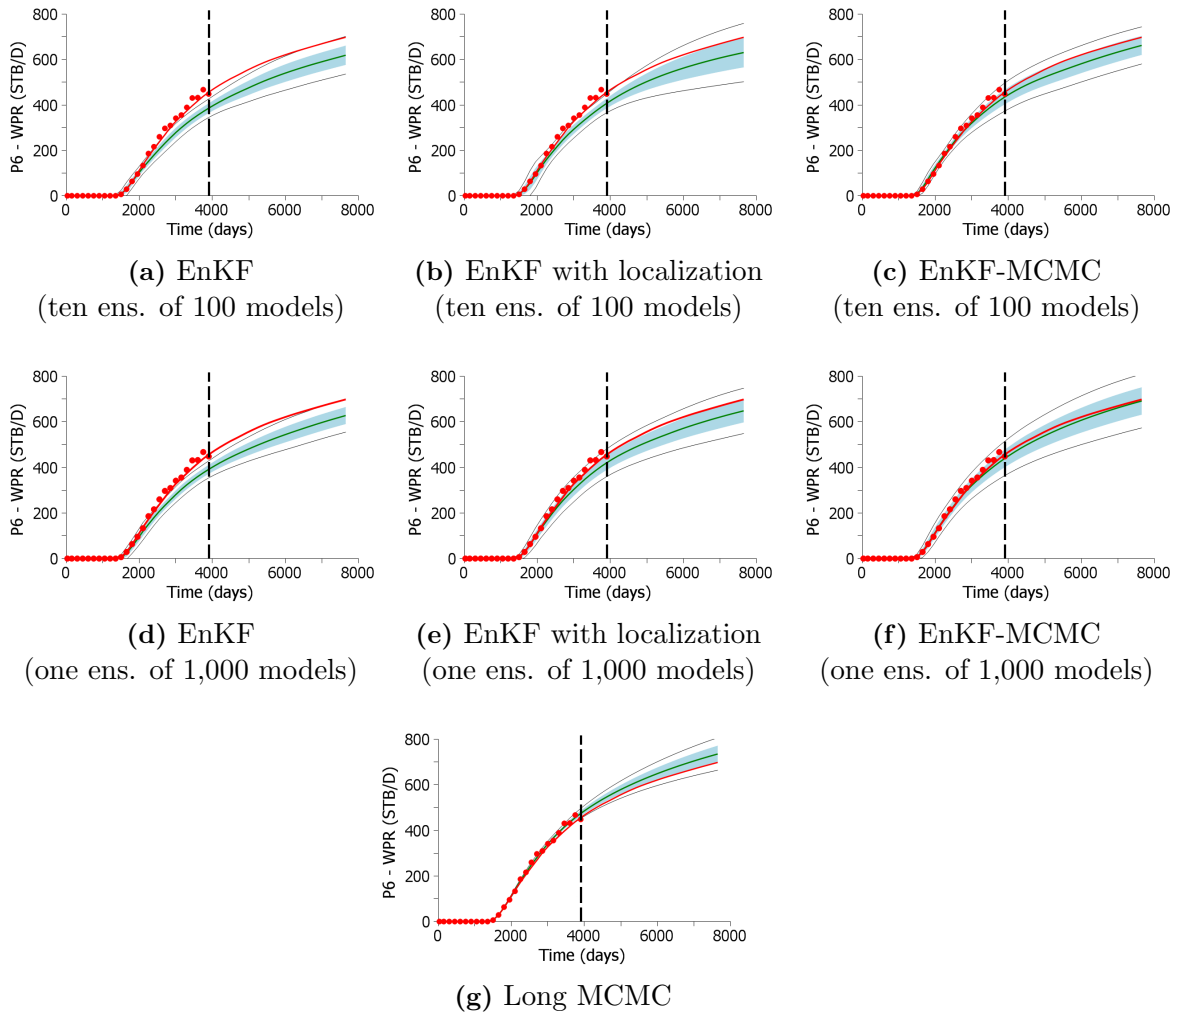 800
600
400
200
0
P6 - WPR (STB/D)
0 2000 4000 6000 8000
Time (days)
(a) EnKF
(ten ens. of 100 models)
800
600
400
200
0
P6 - WPR (STB/D)
0 2000 4000 6000 8000
Time (days)
(b) EnKF with localization
(ten ens. of 100 models)
800
600
400
200
0
P6 - WPR (STB/D)
0 2000 4000 6000 8000
Time (days)
(c) EnKF-MCMC
(ten ens. of 100 models)
800
600
400
200
0
P6 - WPR (STB/D)
0 2000 4000 6000 8000
Time (days)
(d) EnKF
(one ens. of 1,000 models)
800
600
400
200
0
P6 - WPR (STB/D)
0 2000 4000 6000 8000
Time (days)
(e) EnKF with localization
(one ens. of 1,000 models)
800
600
400
200
0
P6 - WPR (STB/D)
0 2000 4000 6000 8000
Time (days)
(f) EnKF-MCMC
(one ens. of 1,000 models)
800
600
400
200
0
P6 - WPR (STB/D)
0 2000 4000 6000 8000
Time (days)
(g) Long MCMC